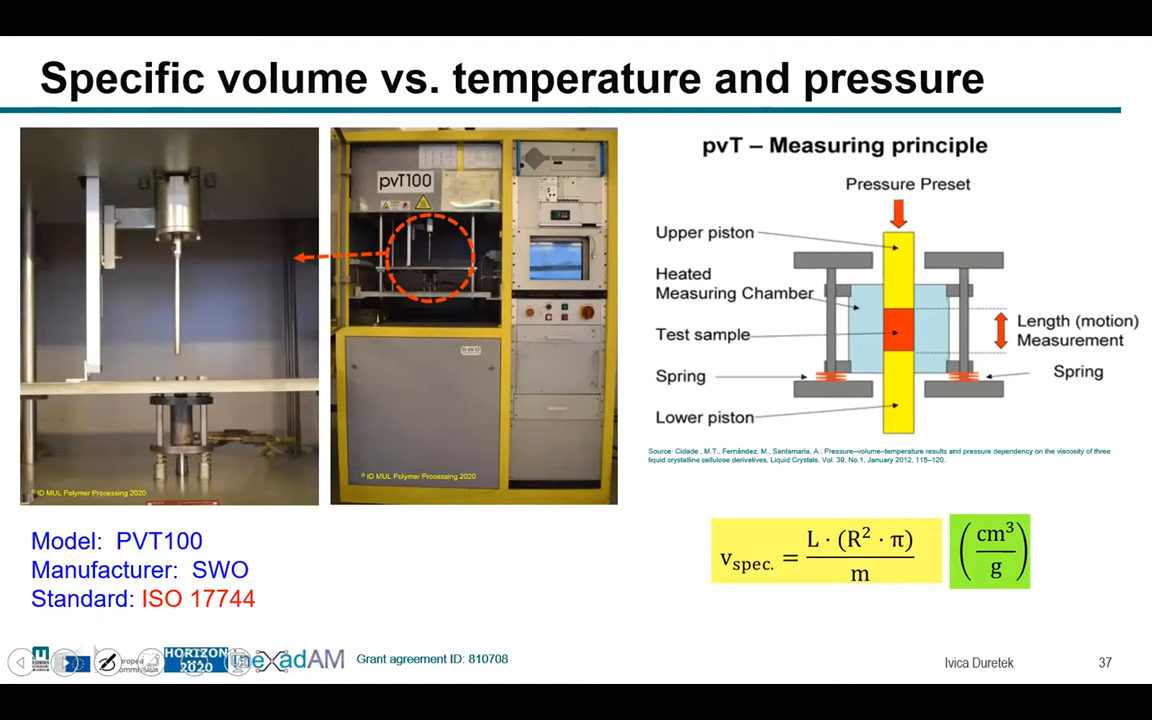 Specific volume vs. temperature and pressure
pvT100
SWO
© ID MUL Polymer Processing 2020
© ID MUL Polymer Processing 2020
pvT – Measuring principle
Pressure Preset
Upper piston
Heated
Measuring Chamber
Test sample
Spring
Lower piston
Length (motion)
Measurement
Spring
Source: Cidade , M.T., Fernández, M., Santamaría, A.: Pressure–volume–temperature results and pressure dependency on the viscosity of three
liquid crystalline cellulose derivatives, Liquid Crystals, Vol. 39, No.1, January 2012, 115–120.
Model: PVT100
Manufacturer: SWO
Standard: ISO 17744
v_spec. = L · (R² · π) / m (cm³/g)
HORIZON
2020
Grant agreement ID: 810708
Ivica Duretek
37